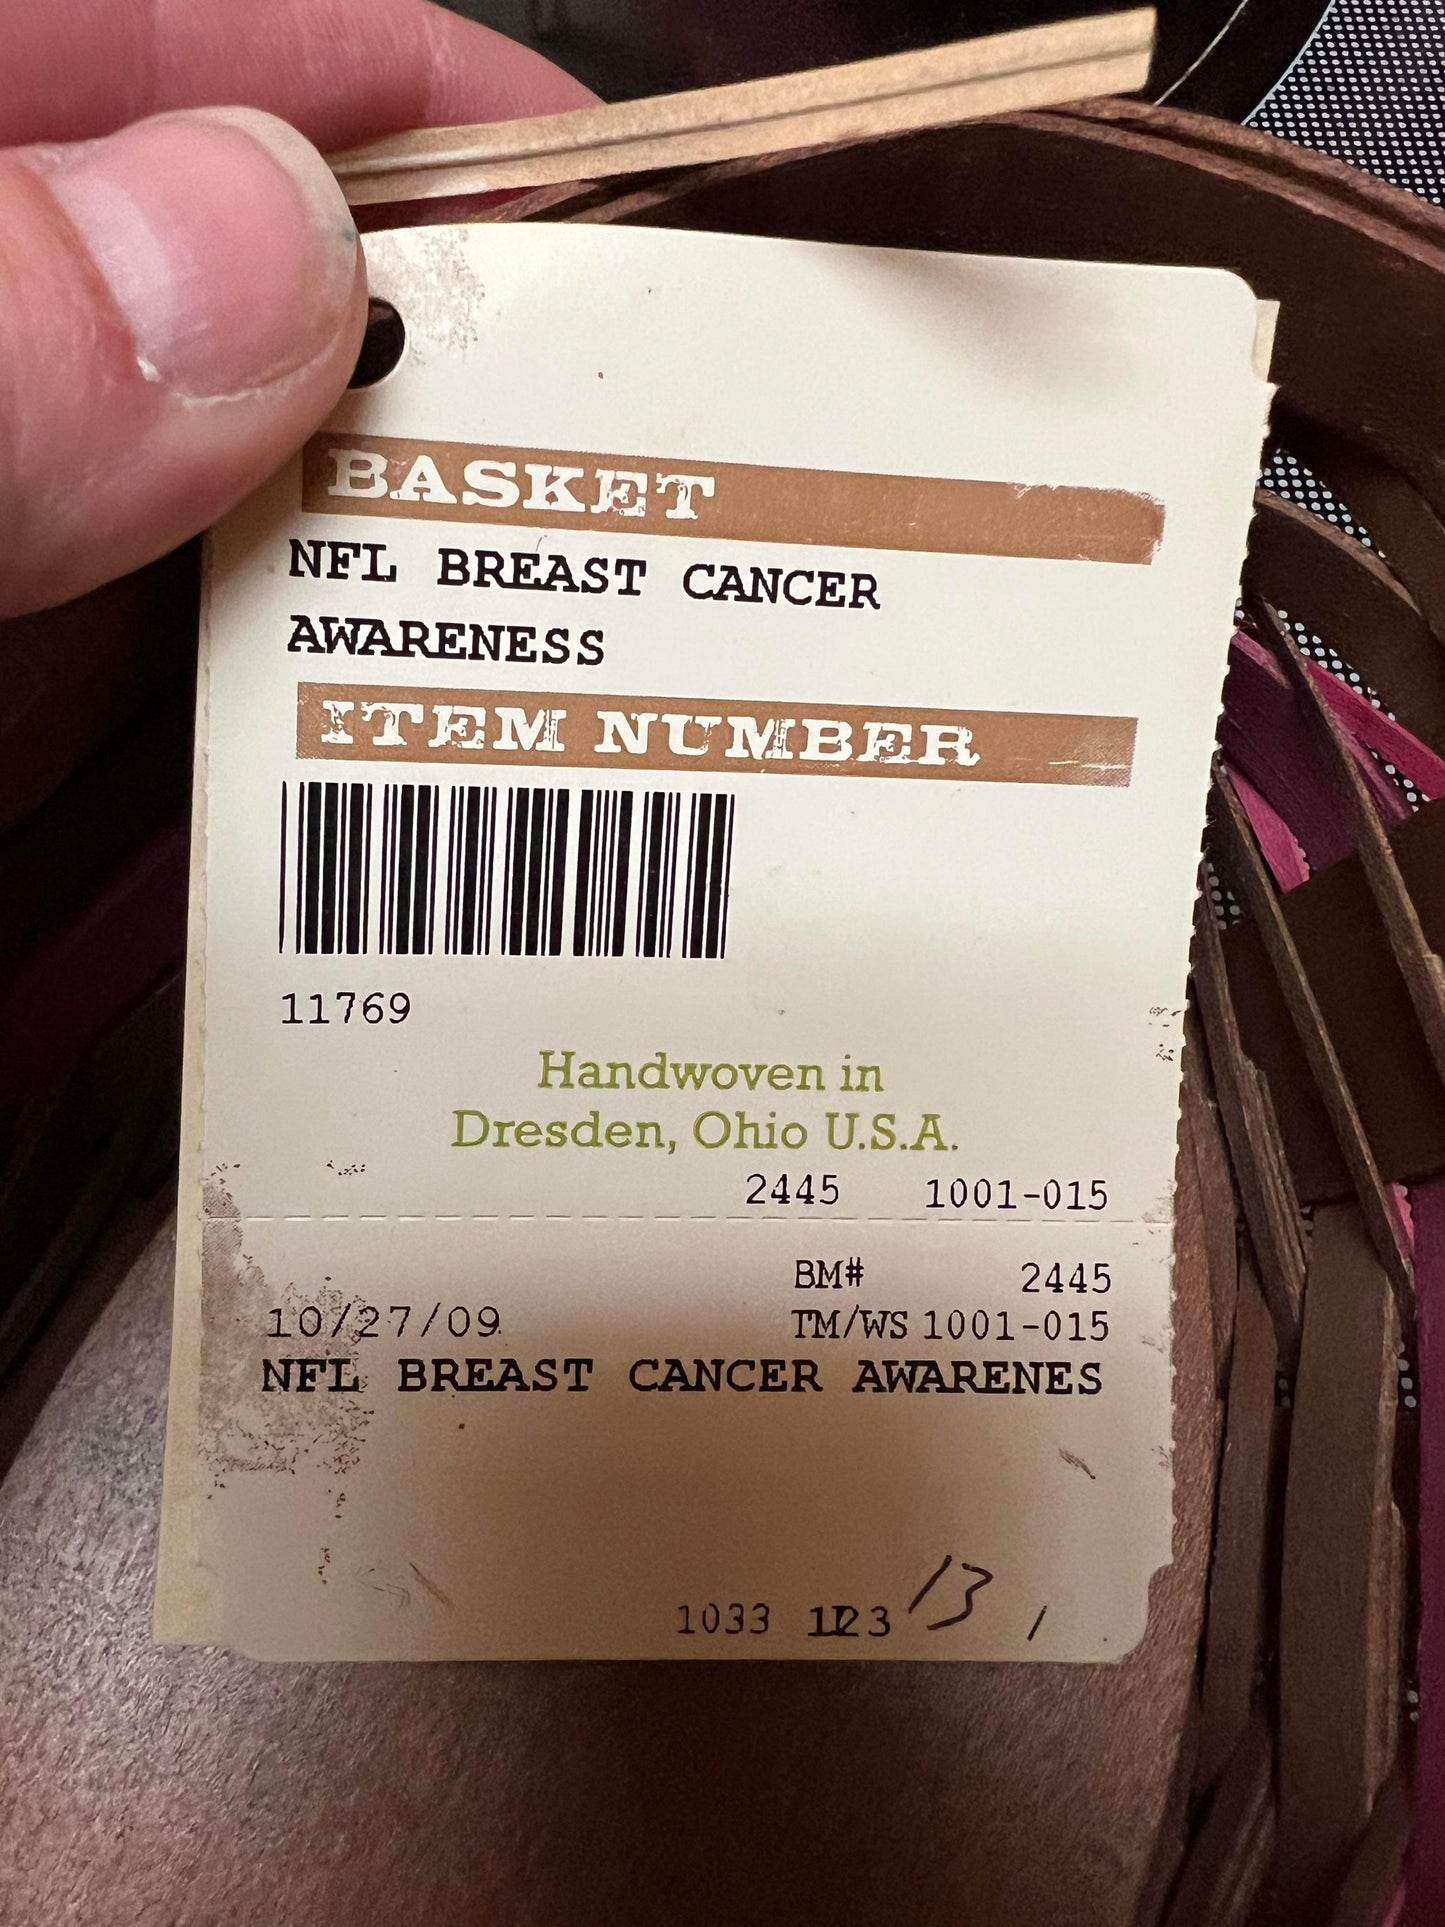 BASKET
NFL BREAST CANCER
AWARENESS
ITEM NUMBER
11769
Handwoven in
Dresden, Ohio U.S.A.
2445 1001-015
BM# 2445
10/27/09 TM/WS 1001-015
NFL BREAST CANCER AWARENES
1033 13